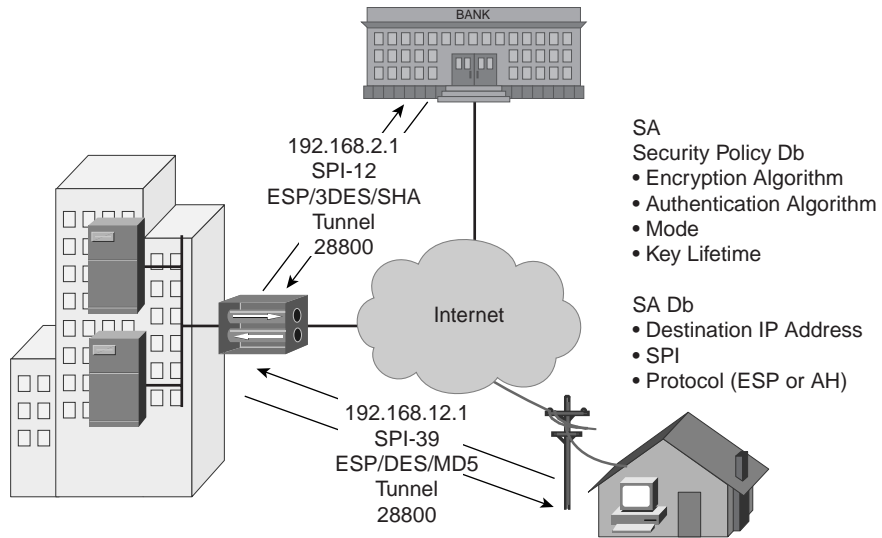 BANK
192.168.2.1
SPI-12
ESP/3DES/SHA
Tunnel
28800
SA
Security Policy Db
• Encryption Algorithm
• Authentication Algorithm
• Mode
• Key Lifetime
SA Db
• Destination IP Address
• SPI
• Protocol (ESP or AH)
Internet
192.168.12.1
SPI-39
ESP/DES/MD5
Tunnel
28800